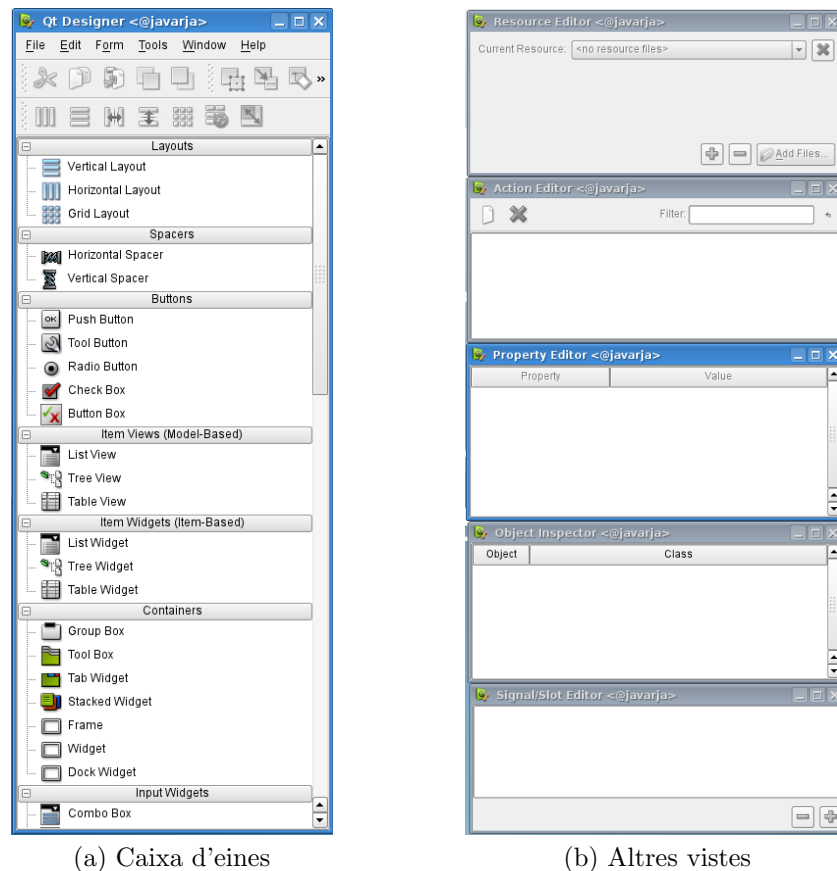 Qt Designer <@javarja>
File Edit Form Tools Window Help
Layouts
Vertical Layout
Horizontal Layout
Grid Layout
Spacers
Horizontal Spacer
Vertical Spacer
Buttons
OK Push Button
Tool Button
Radio Button
Check Box
Button Box
Item Views (Model-Based)
List View
Tree View
Table View
Item Widgets (Item-Based)
List Widget
Tree Widget
Table Widget
Containers
Group Box
Tool Box
Tab Widget
Stacked Widget
Frame
Widget
Dock Widget
Input Widgets
Combo Box
(a) Caixa d'eines
Resource Editor <@javarja>
Current Resource: <no resource files>
Add Files...
Action Editor <@javarja>
Filter:
Property Editor <@javarja>
Property Value
Object Inspector <@javarja>
Object Class
Signal/Slot Editor <@javarja>
(b) Altres vistes